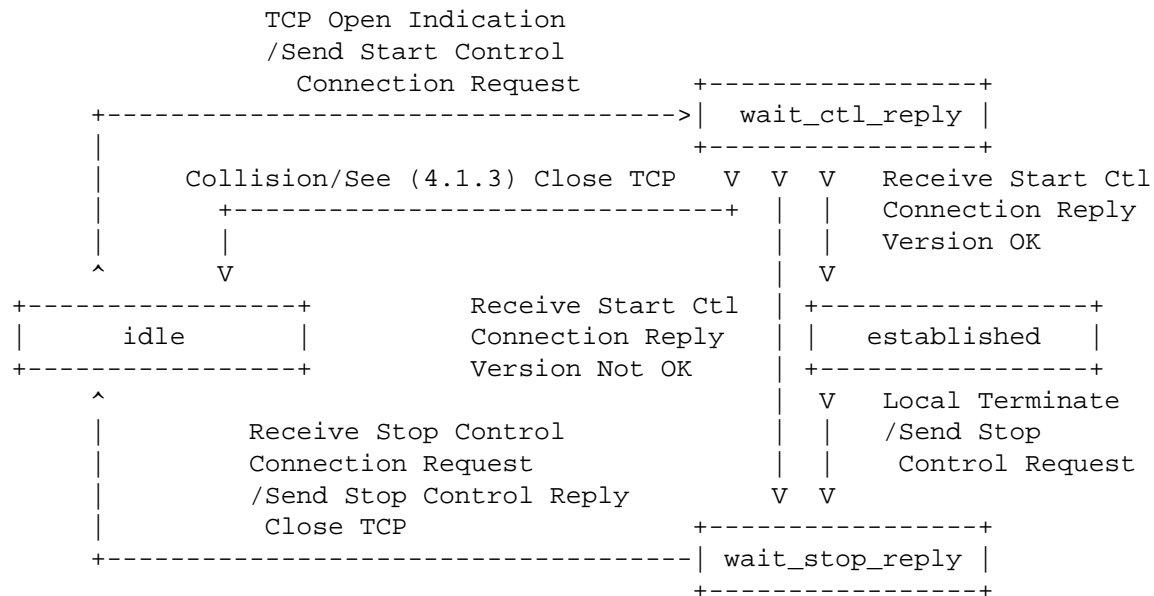 TCP Open Indication
/Send Start Control
Connection Request
wait_ctl_reply
Collision/See (4.1.3) Close TCP
Receive Start Ctl
Connection Reply
Version OK
Receive Start Ctl
Connection Reply
Version Not OK
idle
established
Receive Stop Control
Connection Request
/Send Stop Control Reply
Close TCP
Local Terminate
/Send Stop
Control Request
wait_stop_reply